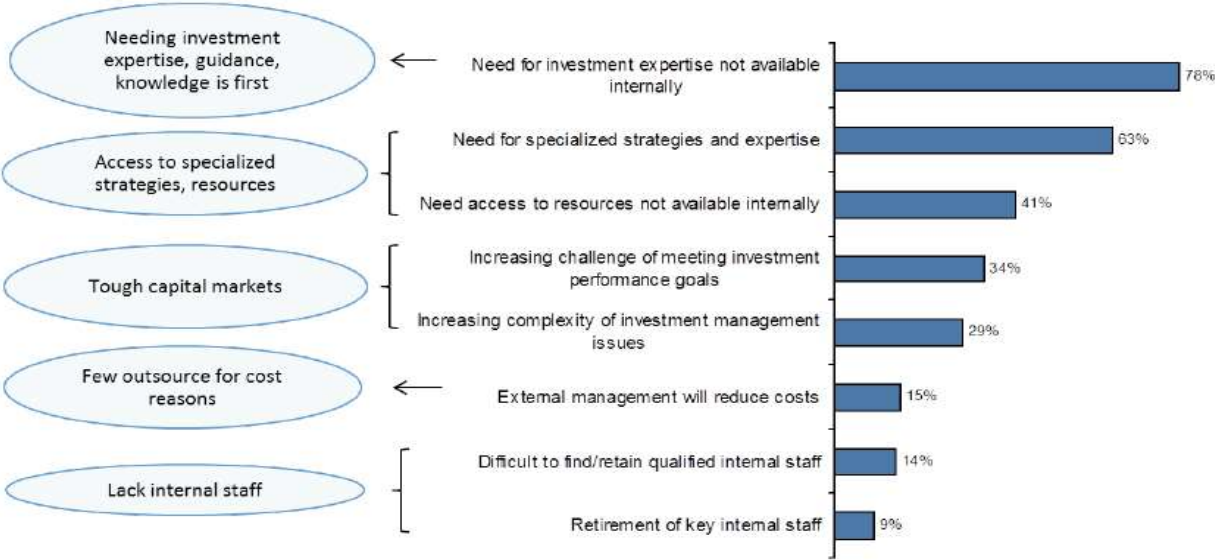 Needing investment
expertise, guidance,
knowledge is first
Need for investment expertise not available
internally
78%
Access to specialized
strategies, resources
Need for specialized strategies and expertise
63%
Need access to resources not available internally
41%
Tough capital markets
Increasing challenge of meeting investment
performance goals
34%
Increasing complexity of investment management
issues
29%
Few outsource for cost
reasons
External management will reduce costs
15%
Lack internal staff
Difficult to find/retain qualified internal staff
14%
Retirement of key internal staff
9%